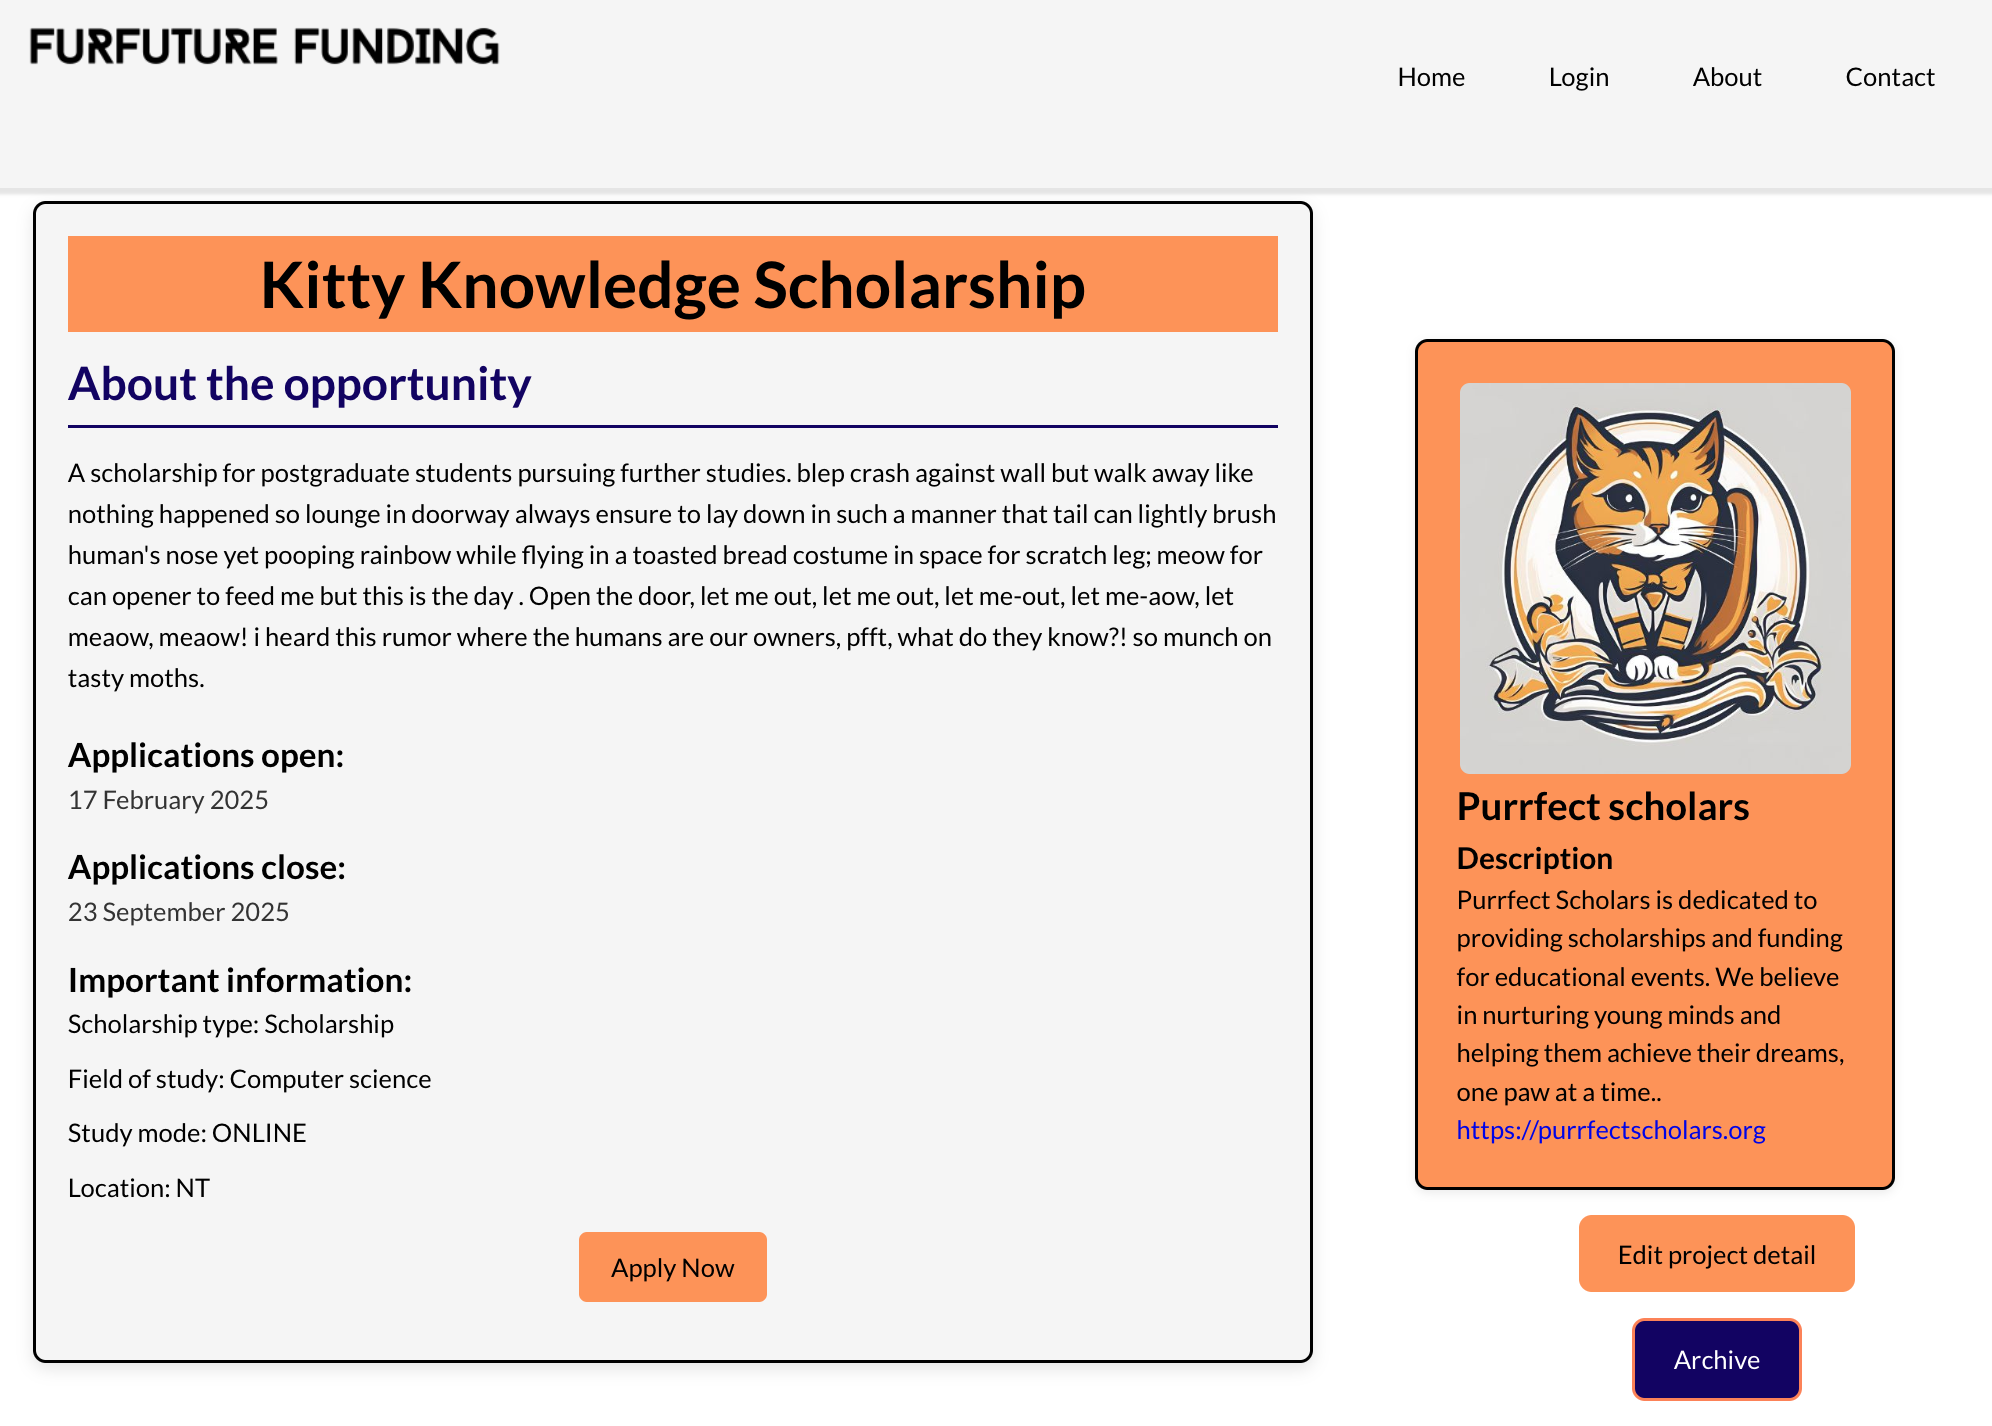 FURFUTURE FUNDING
Home
Login
About
Contact
Kitty Knowledge Scholarship
About the opportunity
A scholarship for postgraduate students pursuing further studies. blep crash against wall but walk away like
nothing happened so lounge in doorway always ensure to lay down in such a manner that tail can lightly brush
human's nose yet pooping rainbow while flying in a toasted bread costume in space for scratch leg; meow for
can opener to feed me but this is the day . Open the door, let me out, let me out, let me-out, let me-aow, let
meaow, meaow! i heard this rumor where the humans are our owners, pfft, what do they know?! so munch on
tasty moths.
Applications open:
17 February 2025
Applications close:
23 September 2025
Important information:
Scholarship type: Scholarship
Field of study: Computer science
Study mode: ONLINE
Location: NT
Apply Now
Purrfect scholars
Description
Purrfect Scholars is dedicated to
providing scholarships and funding
for educational events. We believe
in nurturing young minds and
helping them achieve their dreams,
one paw at a time..
https://purrfectscholars.org
Edit project detail
Archive